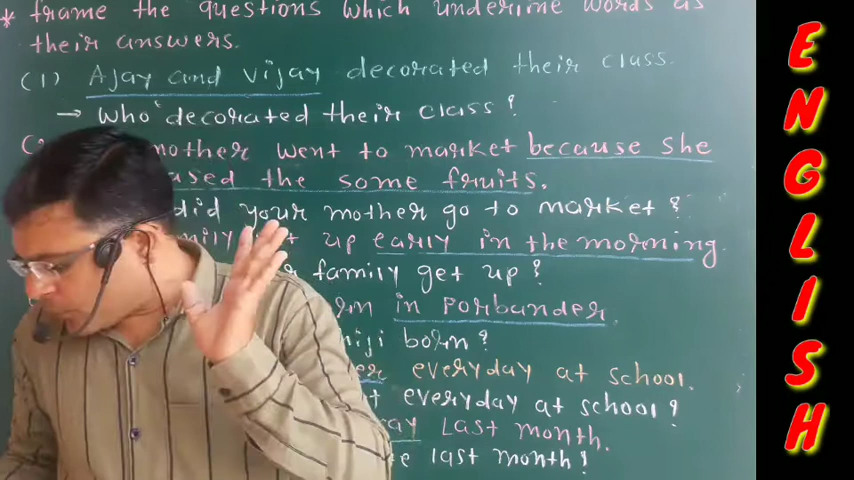 * frame the questions which underline words as
their answers.
(1) Ajay and vijay decorated their class.
→ who decorated their class?
mother went to market because she
ased the some fruits.
did your mother go to market?
mily up early in the morning
family get up?
in porbander.
born?
everyday at school.
everyday at school?
Last month.
last month?
ENGLISH